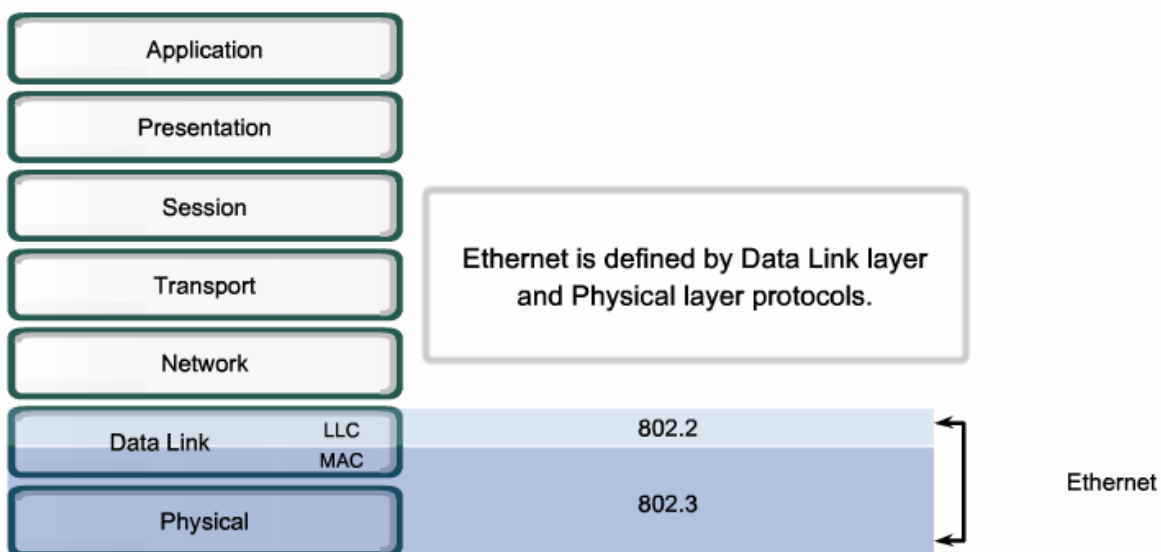 Application
Presentation
Session
Transport
Network
Data Link
LLC
MAC
Physical
Ethernet is defined by Data Link layer
and Physical layer protocols.
802.2
802.3
Ethernet